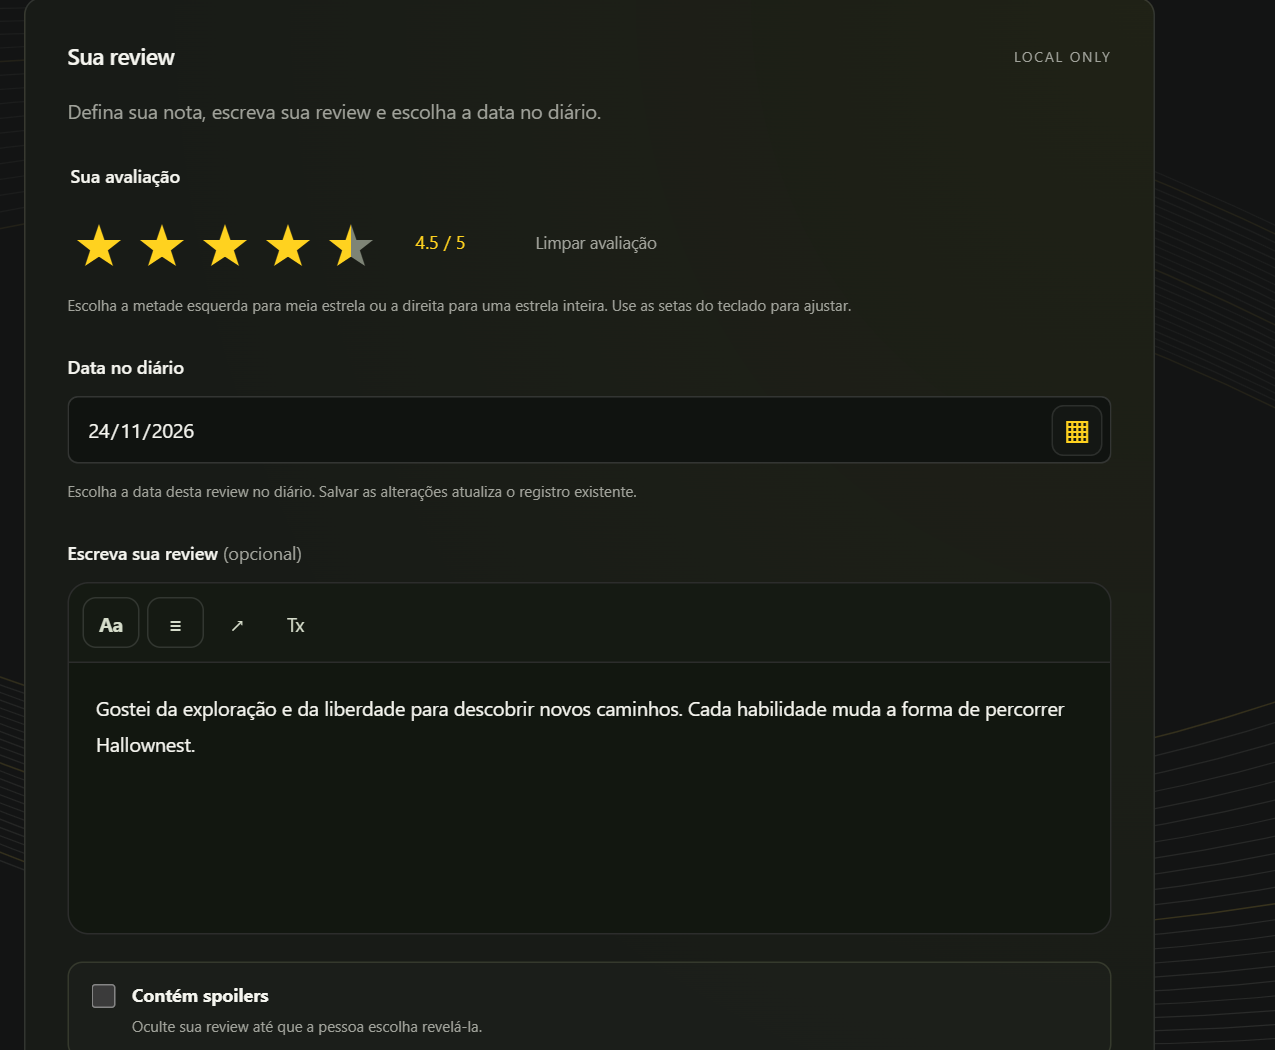 Sua review
LOCAL ONLY
Defina sua nota, escreva sua review e escolha a data no diário.
Sua avaliação
4.5 / 5
Limpar avaliação
Escolha a metade esquerda para meia estrela ou a direita para uma estrela inteira. Use as setas do teclado para ajustar.
Data no diário
24/11/2026
Escolha a data desta review no diário. Salvar as alterações atualiza o registro existente.
Escreva sua review (opcional)
Aa
Tx
Gostei da exploração e da liberdade para descobrir novos caminhos. Cada habilidade muda a forma de percorrer
Hallownest.
Contém spoilers
Oculte sua review até que a pessoa escolha revelá-la.